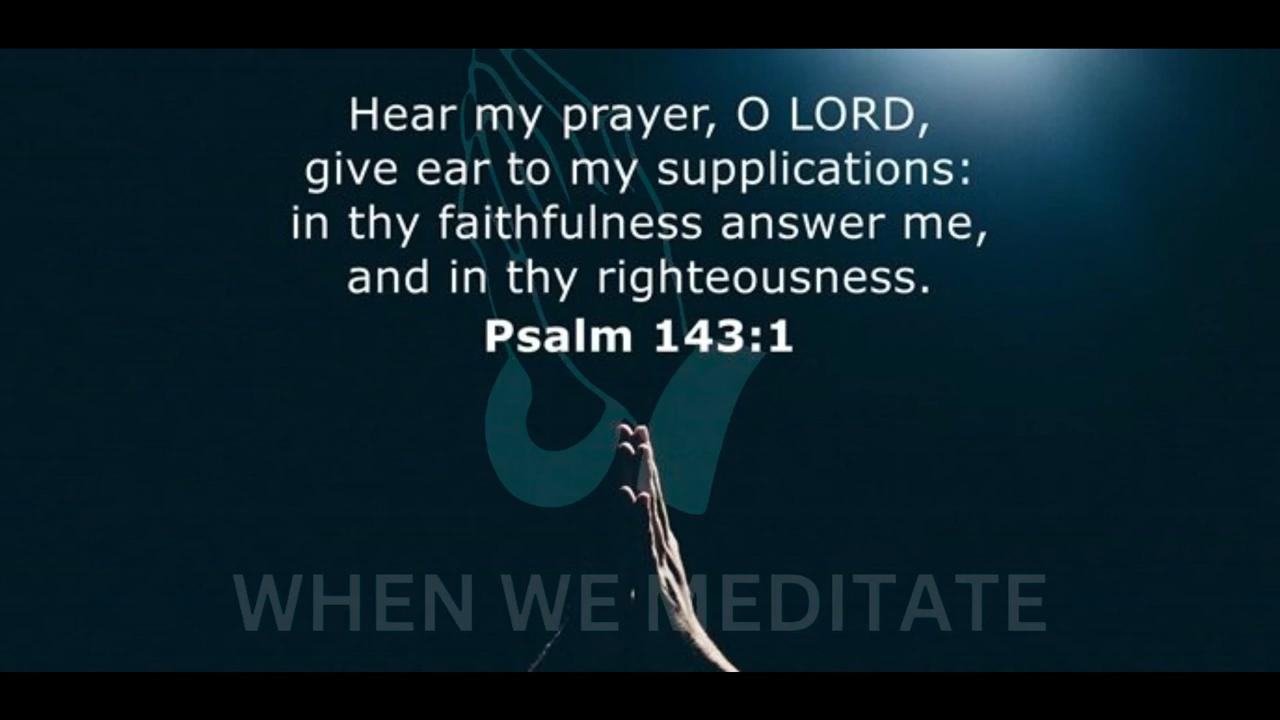 Hear my prayer, O LORD,
give ear to my supplications:
in thy faithfulness answer me,
and in thy righteousness.
Psalm 143:1
WHEN WE MEDITATE